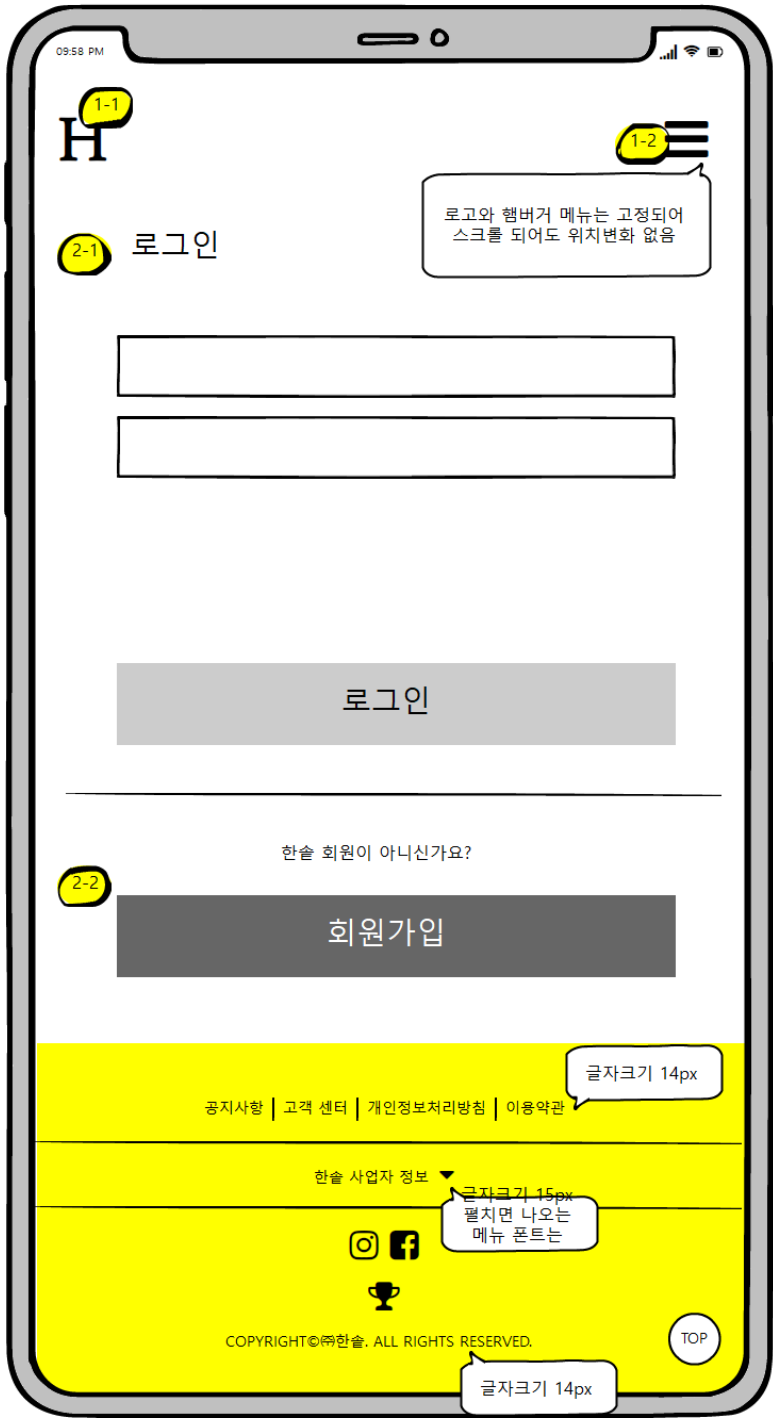 09:58 PM
1-1
H
1-2
로고와 햄버거 메뉴는 고정되어
스크롤 되어도 위치변화 없음
2-1
로그인
로그인
한솥 회원이 아니신가요?
2-2
회원가입
글자크기 14px
공지사항 | 고객 센터 | 개인정보처리방침 | 이용약관
한솥 사업자 정보
글자크기 15px
펼치면 나오는
메뉴 폰트는
COPYRIGHT©㈜한솥. ALL RIGHTS RESERVED.
TOP
글자크기 14px